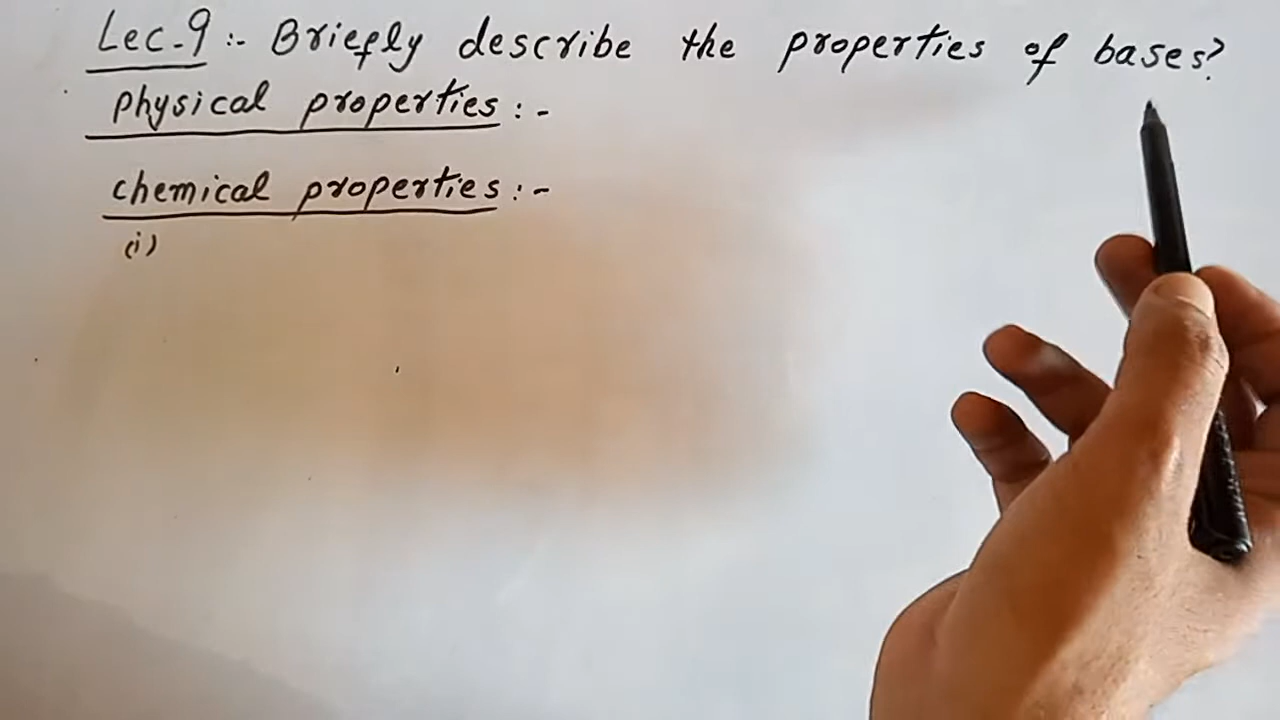 Lec-9:- Briefly describe the properties of bases?
Physical properties:-
chemical properties:-
(i)